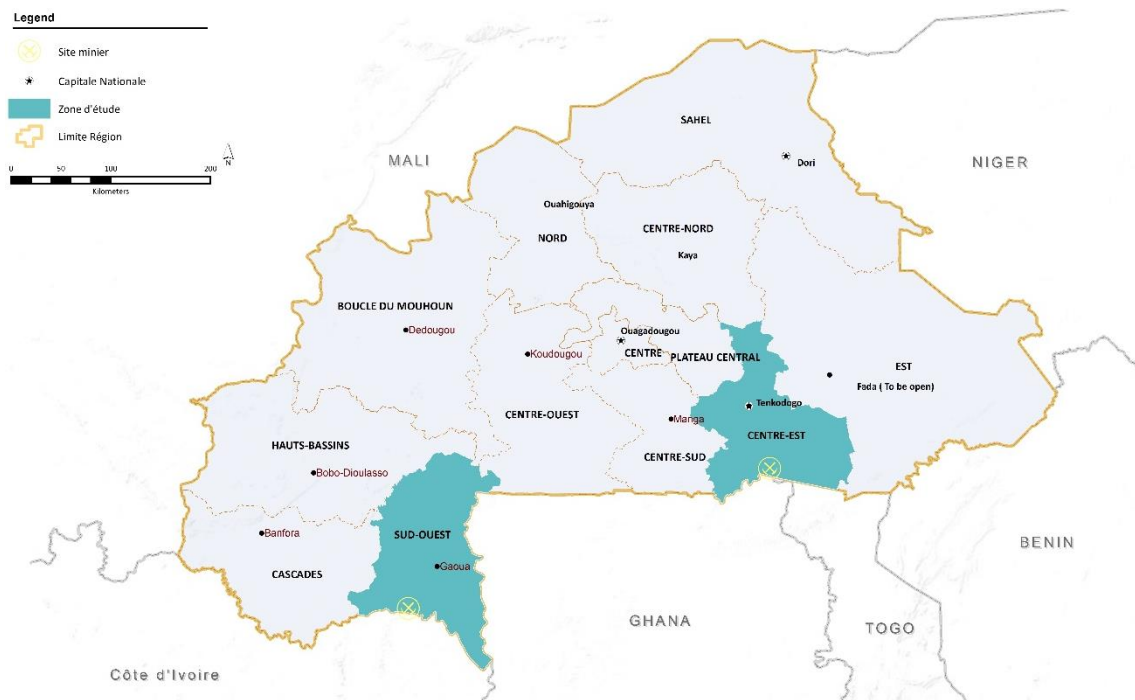 Legend
Site minier
Capitale Nationale
Zone d'étude
Limite Région
N
0 50 100 200
Kilometers
MALI
NIGER
SAHEL
Dori
Ouahigouya
NORD
CENTRE-NORD
Kaya
BOUCLE DU MOUHOUN
Dedougou
Koudougou
Ouagadougou
CENTRE
PLATEAU CENTRAL
EST
Fada ( To be open)
Tenkodogo
CENTRE-OUEST
Manga
CENTRE-EST
CENTRE-SUD
HAUTS-BASSINS
Bobo-Dioulasso
Banfora
SUD-OUEST
Gaoua
CASCADES
BENIN
GHANA
TOGO
Côte d'Ivoire